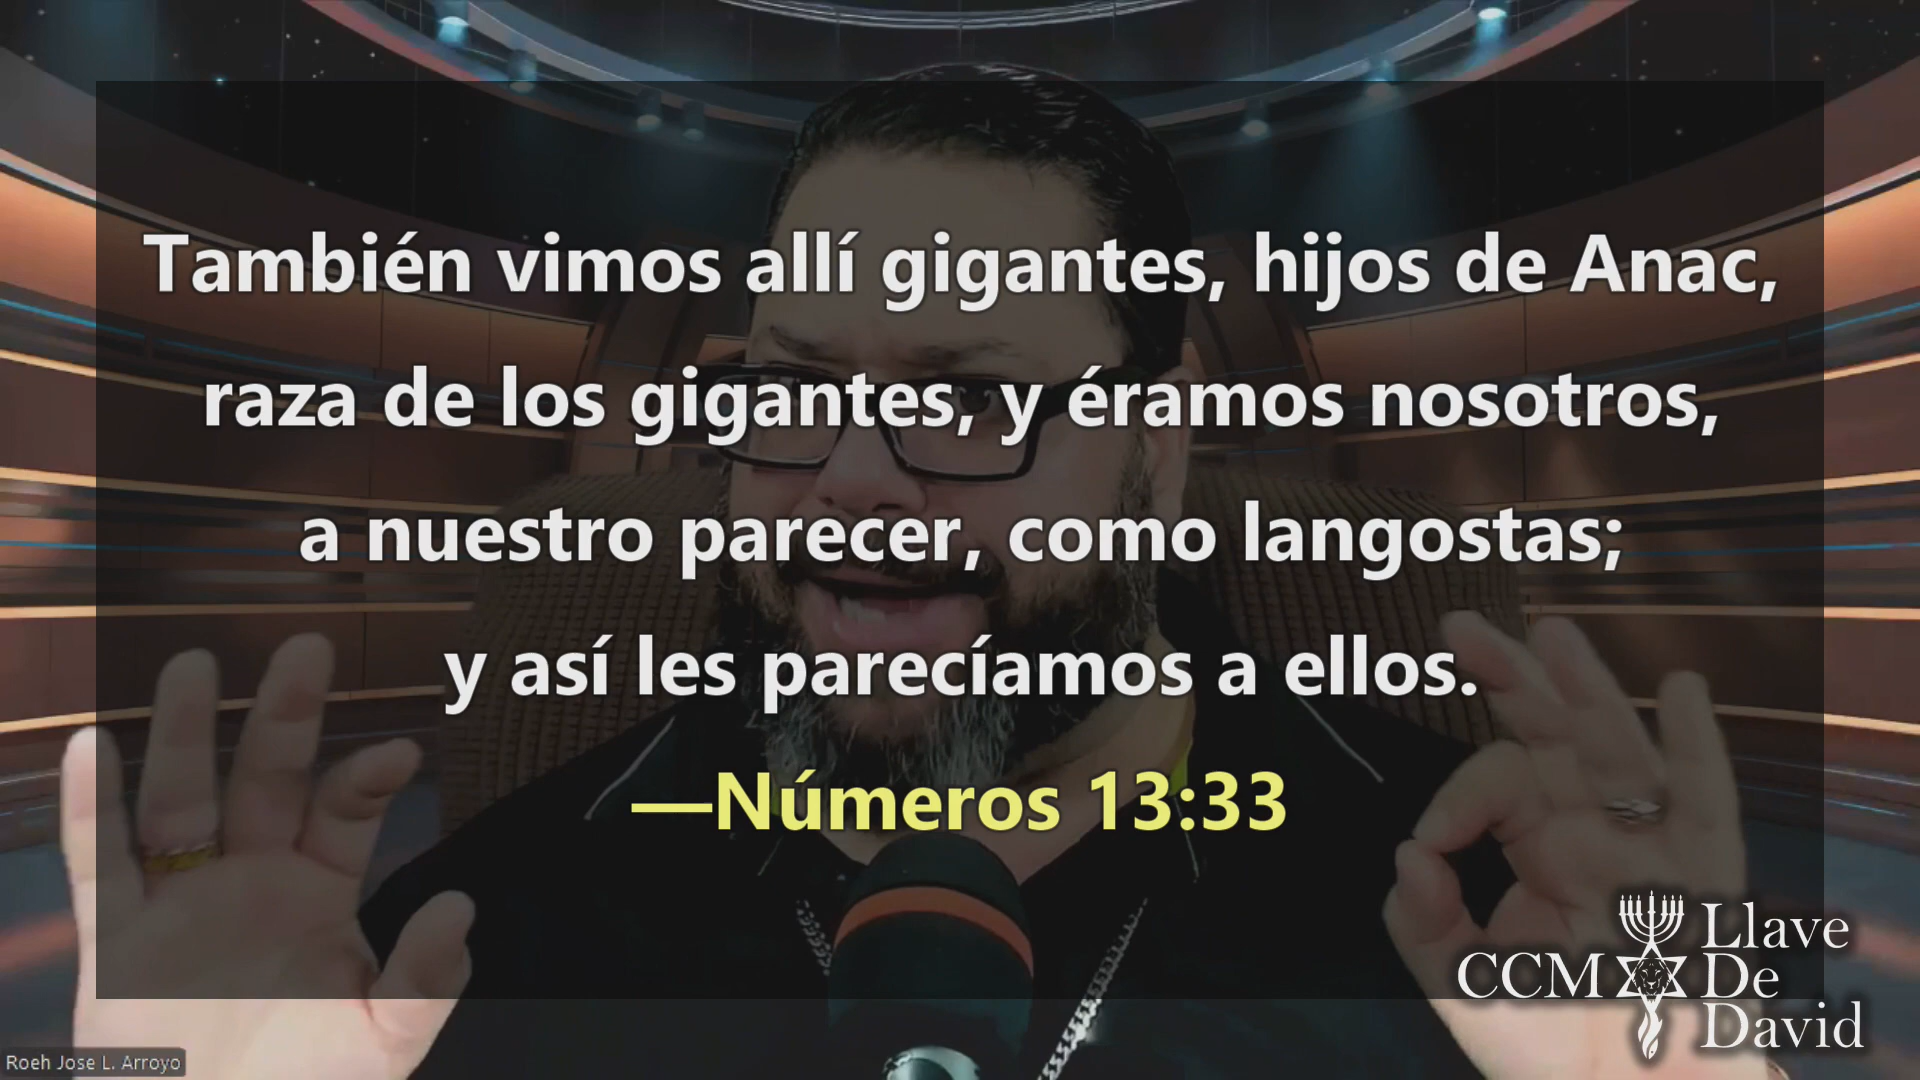 También vimos allí gigantes, hijos de Anac,
raza de los gigantes, y éramos nosotros,
a nuestro parecer, como langostas;
y así les parecíamos a ellos.
—Números 13:33
CCM Llave
De
David
Roeh Jose L. Arroyo